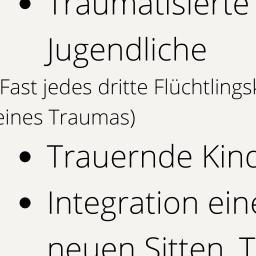 • Traumatisierte
Jugendliche
Fast jedes dritte Flüchtlingsk
eines Traumas)
• Trauernde Kind
• Integration eine
neuen Sitten, T